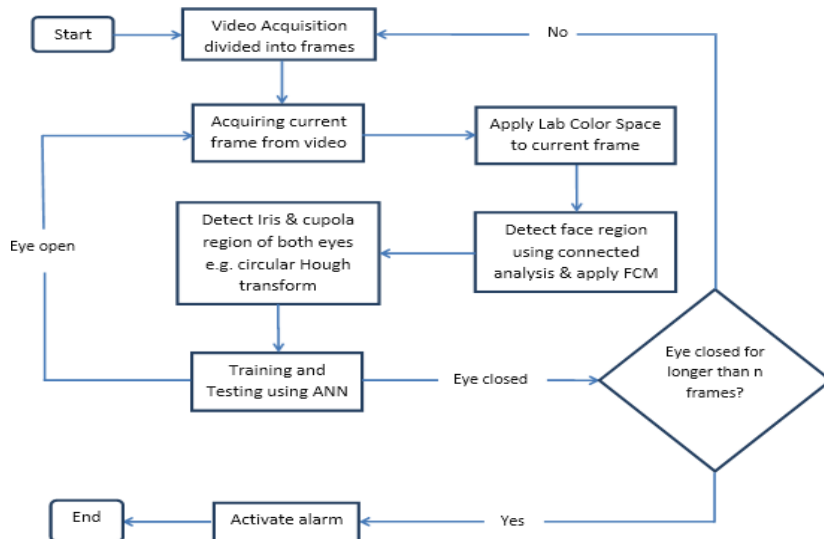 Start
Video Acquisition
divided into frames
No
Acquiring current
frame from video
Apply Lab Color Space
to current frame
Detect Iris & cupola
region of both eyes
e.g. circular Hough
transform
Detect face region
using connected
analysis & apply FCM
Eye open
Training and
Testing using ANN
Eye closed
Eye closed for
longer than n
frames?
End
Activate alarm
Yes